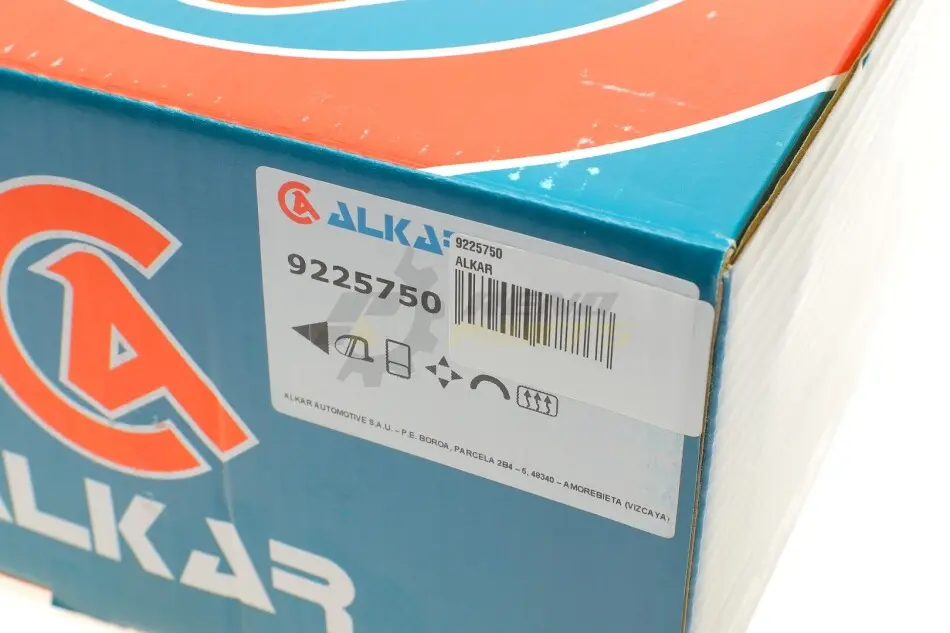 ALKAR
9225750
9225750
ALKAR
ALKAR AUTOMOTIVE S.A.U. – P.E. BOROA, PARCELA 2B4 – 5, 48340 – AMOREBIETA (VIZCAYA)
ALKAR